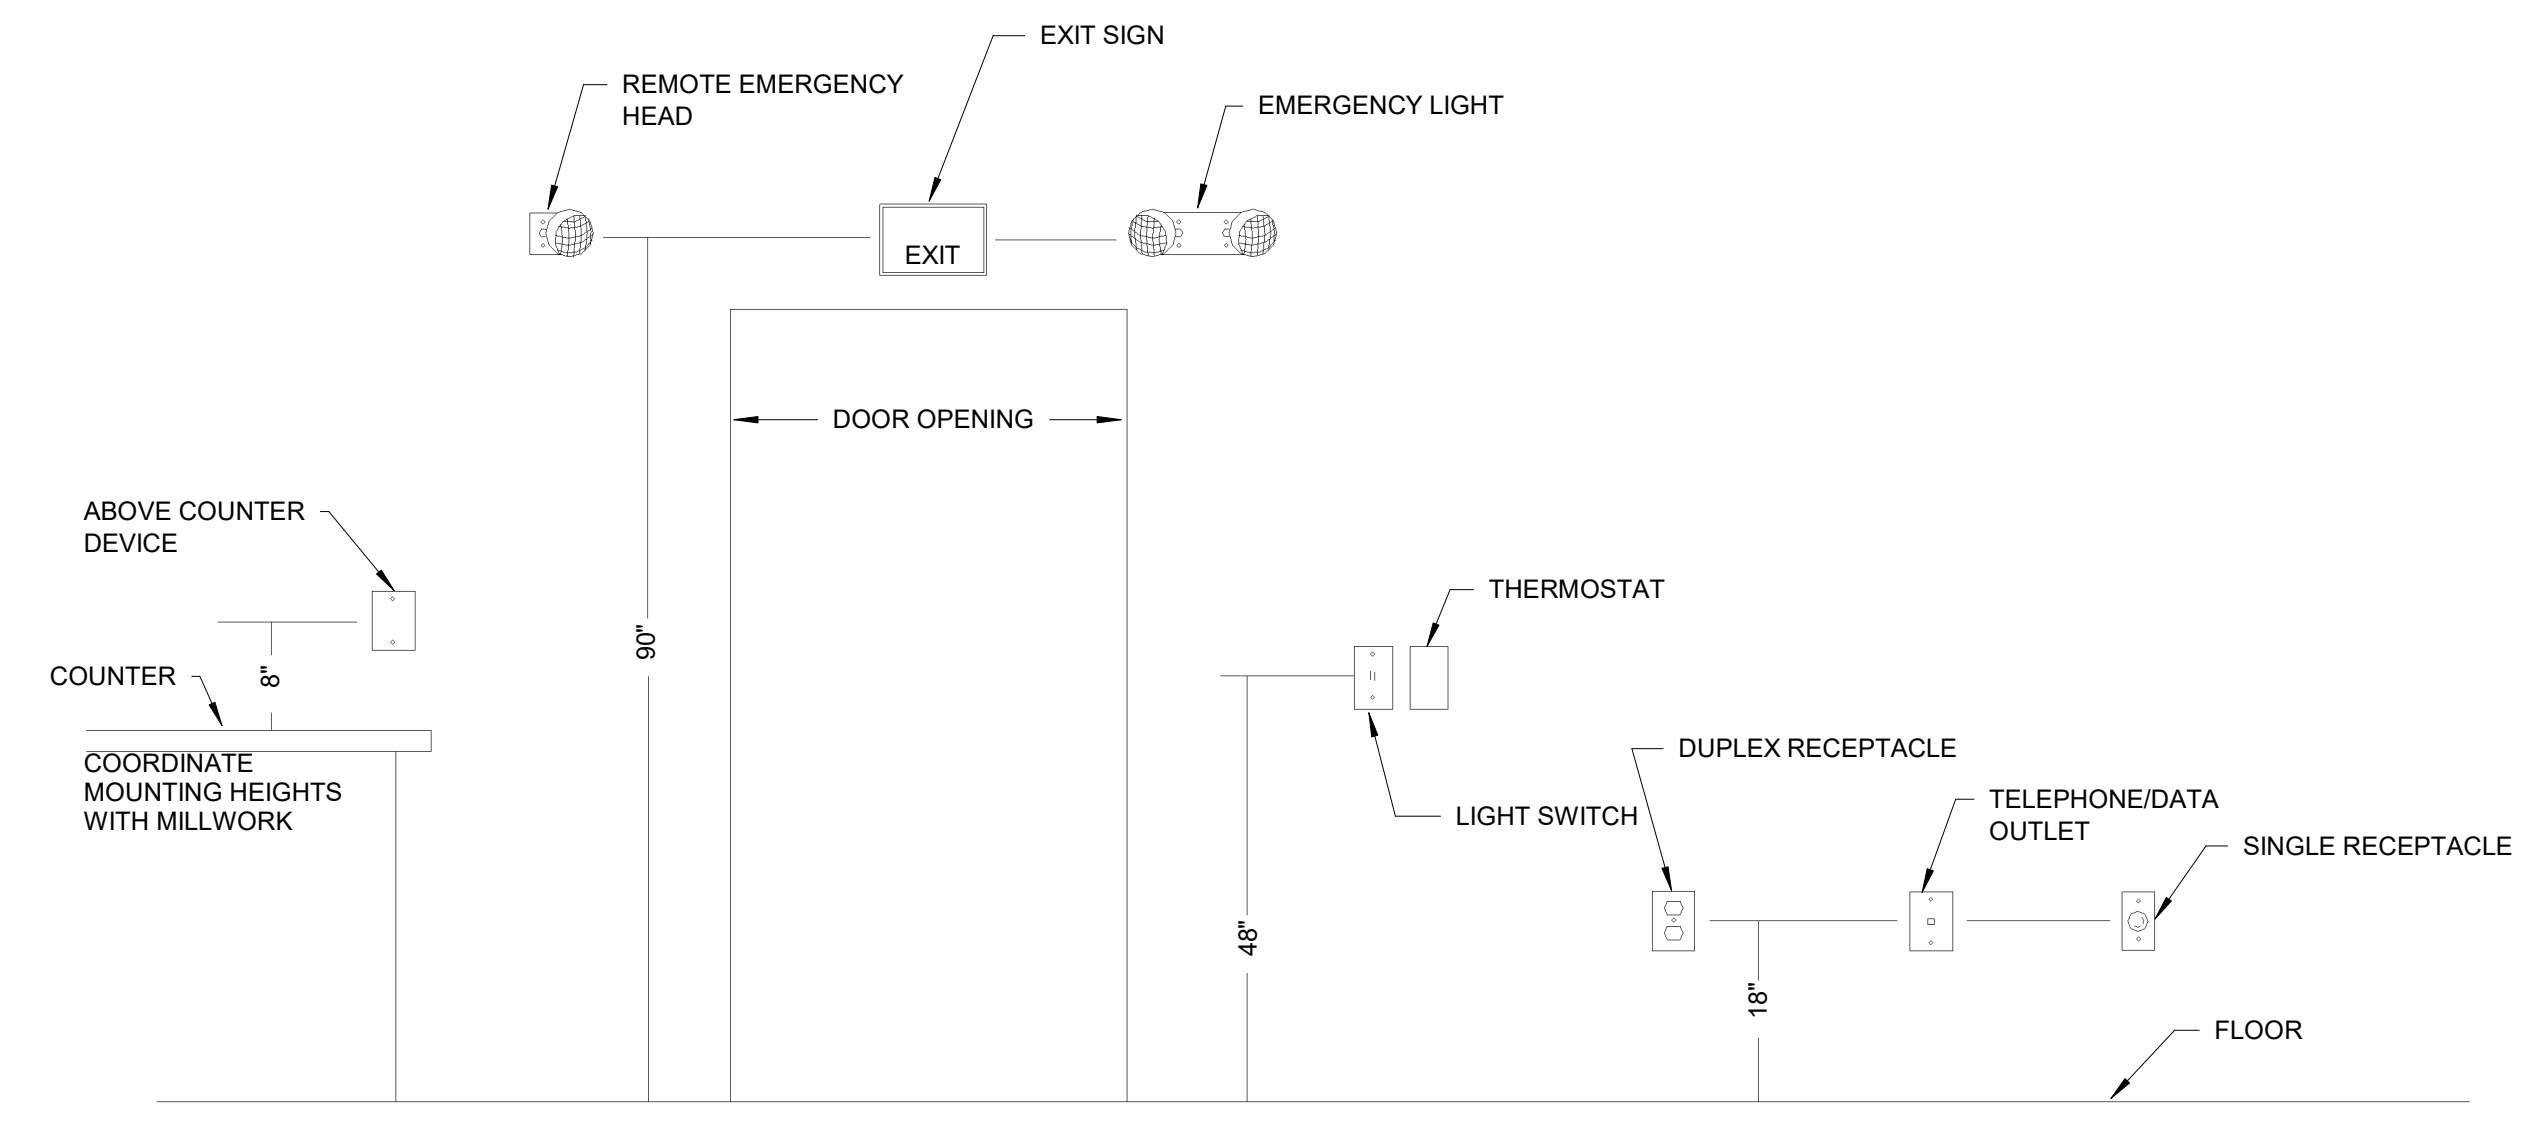 EXIT SIGN
REMOTE EMERGENCY
HEAD
EMERGENCY LIGHT
EXIT
DOOR OPENING
ABOVE COUNTER
DEVICE
THERMOSTAT
90"
8"
COUNTER
DUPLEX RECEPTACLE
COORDINATE
MOUNTING HEIGHTS
WITH MILLWORK
LIGHT SWITCH
TELEPHONE/DATA
OUTLET
SINGLE RECEPTACLE
48"
18"
FLOOR